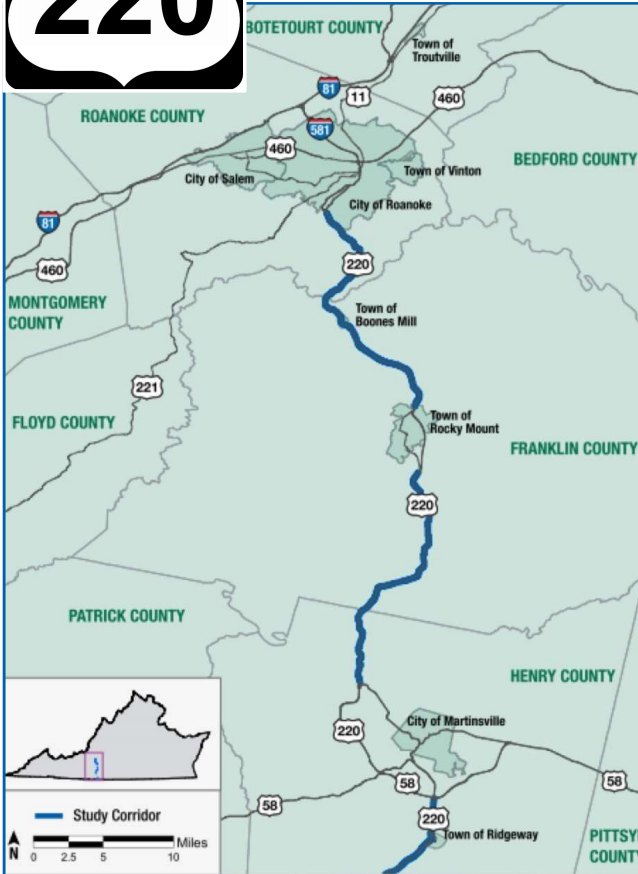 220
BOTETOURT COUNTY
Town of
Troutville
81
11
460
ROANOKE COUNTY
581
460
BEDFORD COUNTY
City of Salem
Town of Vinton
City of Roanoke
81
460
220
MONTGOMERY
COUNTY
Town of
Boones Mill
221
FLOYD COUNTY
Town of
Rocky Mount
FRANKLIN COUNTY
220
PATRICK COUNTY
HENRY COUNTY
City of Martinsville
220
58
58
58
220
Town of Ridgeway
PITTSY
COUNTY
Study Corridor
N
Miles
0 2.5 5 10